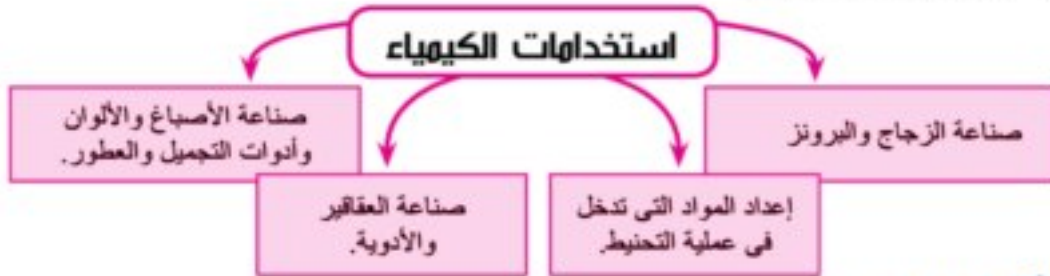 استخدامات الكيمياء
صناعة الزجاج والبرونز
إعداد المواد التى تدخل
فى عملية التحنيط.
صناعة العقاقير
والأدوية.
صناعة الأصباغ والألوان
وأدوات التجميل والعطور.